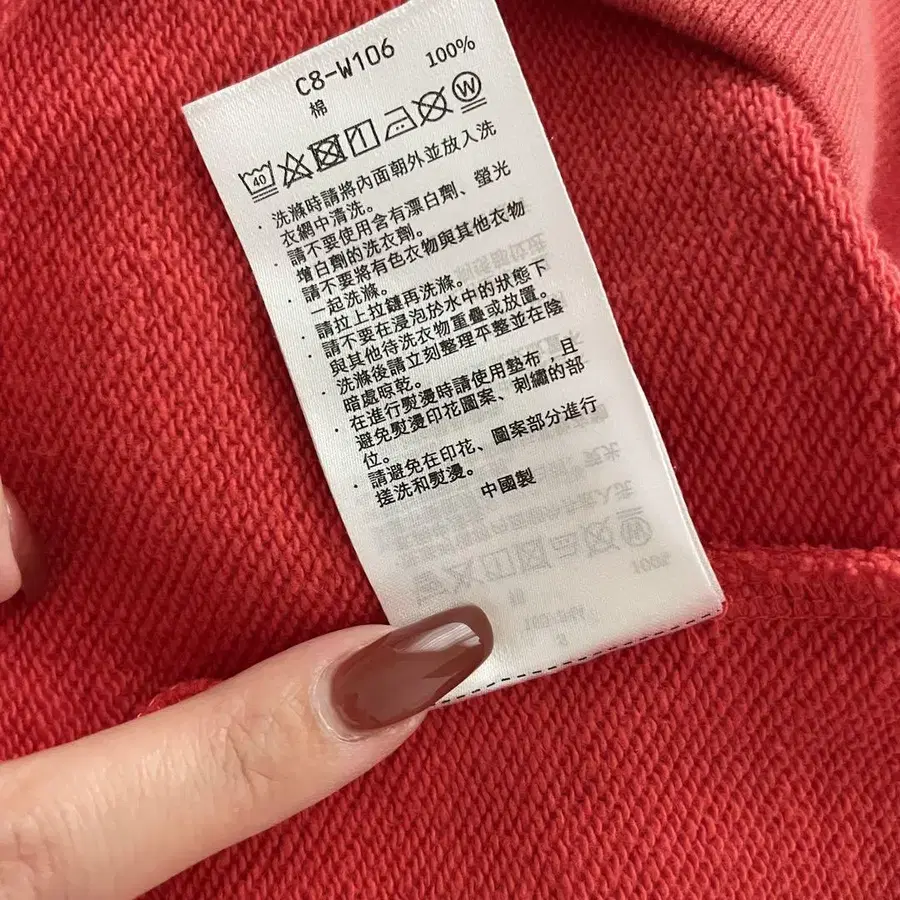 C8-W106
棉 100%
40
W
· 洗滌時請將內面朝外並放入洗
衣網中清洗。
· 請不要使用含有漂白劑、螢光
增白劑的洗衣劑。
· 請不要將有色衣物與其他衣物
一起洗滌。
· 請拉上拉鏈再洗滌。
· 請不要在浸泡於水中的狀態下
與其他待洗衣物重疊或放置。
· 洗滌後請立刻整理平整並在陰
暗處晾乾。
· 在進行熨燙時請使用墊布，且
避免熨燙印花圖案、刺繡的部
位。
· 請避免在印花、圖案部分進行
搓洗和熨燙。
中國製